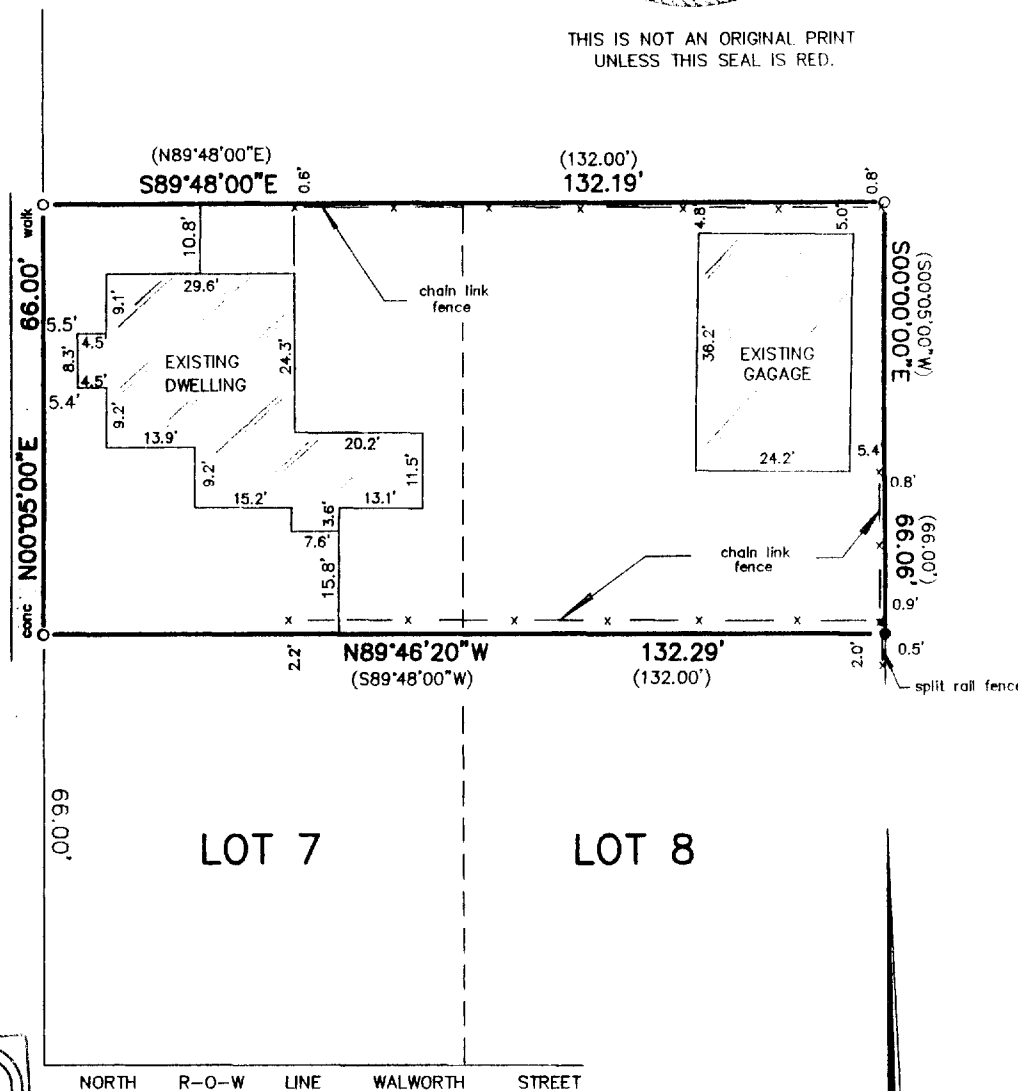 THIS IS NOT AN ORIGINAL PRINT
UNLESS THIS SEAL IS RED.
(N89°48'00"E)
S89°48'00"E
0.6'
(132.00')
132.19'
0.8'
walk
66.00'
N00°05'00"E
conc
10.8'
29.6'
9.1'
5.5'
4.5'
8.3'
4.5'
5.4'
9.2'
13.9'
9.2'
15.2'
24.3'
20.2'
11.5'
13.1'
3.6'
7.6'
15.8'
EXISTING
DWELLING
chain link
fence
4.8'
5.0'
36.2'
EXISTING
GAGAGE
24.2'
5.4'
S00°00'00"E
(S00°05'00"W)
0.8'
66.06'
(66.00')
0.9'
chain link
fence
2.2'
N89°46'20"W
(S89°48'00"W)
132.29'
(132.00')
2.0'
0.5'
split rail fence
66.00'
LOT 7
LOT 8
NORTH R-O-W LINE WALWORTH STREET